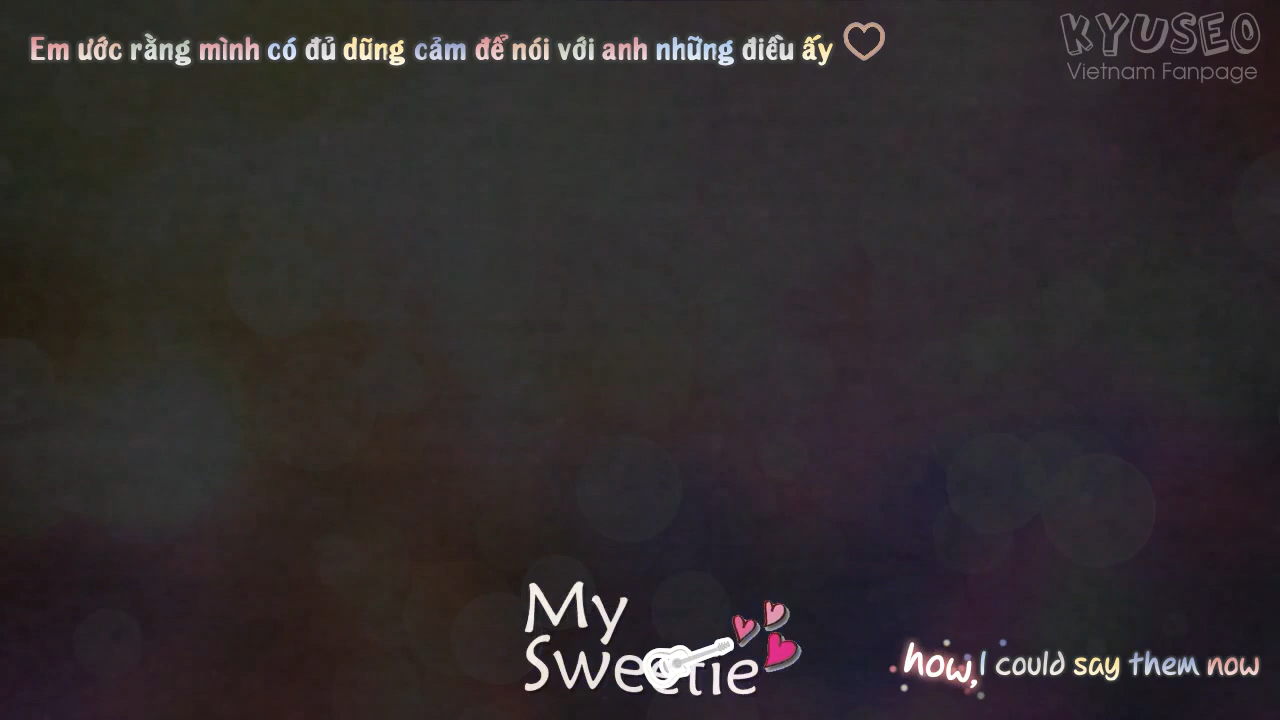 Em ước rằng mình có đủ dũng cảm để nói với anh những điều ấy
KYUSEO
Vietnam Fanpage
My
Sweetie
how, I could say them now